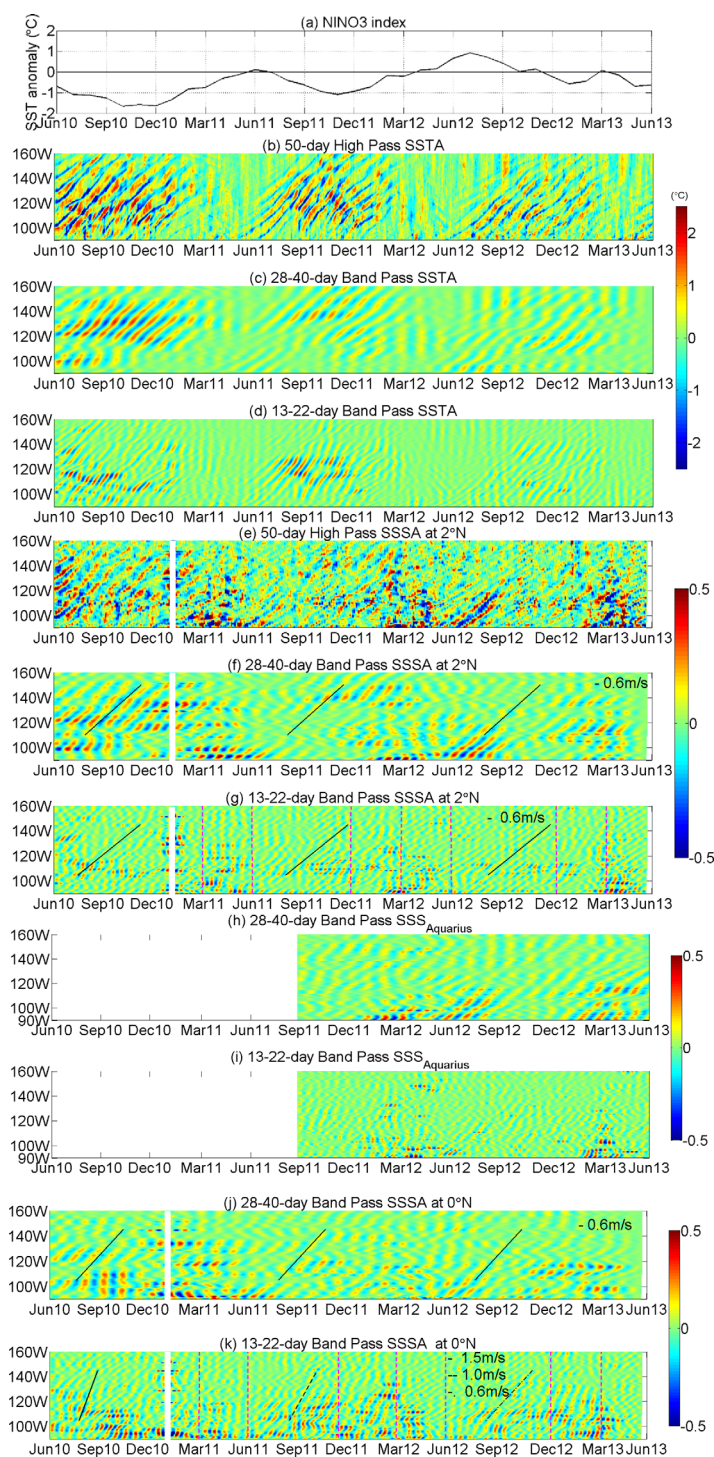 (a) NINO3 index
SST anomaly (°C)
2
1
0
-1
-2
Jun10 Sep10 Dec10 Mar11 Jun11 Sep11 Dec11 Mar12 Jun12 Sep12 Dec12 Mar13 Jun13
(b) 50-day High Pass SSTA
160W
140W
120W
100W
Jun10 Sep10 Dec10 Mar11 Jun11 Sep11 Dec11 Mar12 Jun12 Sep12 Dec12 Mar13 Jun13
(°C)
2
1
0
-1
-2
(c) 28-40-day Band Pass SSTA
160W
140W
120W
100W
Jun10 Sep10 Dec10 Mar11 Jun11 Sep11 Dec11 Mar12 Jun12 Sep12 Dec12 Mar13 Jun13
(d) 13-22-day Band Pass SSTA
160W
140W
120W
100W
Jun10 Sep10 Dec10 Mar11 Jun11 Sep11 Dec11 Mar12 Jun12 Sep12 Dec12 Mar13 Jun13
(e) 50-day High Pass SSSA at 2°N
160W
140W
120W
100W
Jun10 Sep10 Dec10 Mar11 Jun11 Sep11 Dec11 Mar12 Jun12 Sep12 Dec12 Mar13 Jun13
0.5
0
-0.5
(f) 28-40-day Band Pass SSSA at 2°N
160W
140W
120W
100W
- 0.6m/s
Jun10 Sep10 Dec10 Mar11 Jun11 Sep11 Dec11 Mar12 Jun12 Sep12 Dec12 Mar13 Jun13
(g) 13-22-day Band Pass SSSA at 2°N
160W
140W
120W
100W
- 0.6m/s
Jun10 Sep10 Dec10 Mar11 Jun11 Sep11 Dec11 Mar12 Jun12 Sep12 Dec12 Mar13 Jun13
(h) 28-40-day Band Pass SSS Aquarius
160W
140W
120W
100W
90W
Jun10 Sep10 Dec10 Mar11 Jun11 Sep11 Dec11 Mar12 Jun12 Sep12 Dec12 Mar13 Jun13
0.5
0
-0.5
(i) 13-22-day Band Pass SSS Aquarius
160W
140W
120W
100W
90W
Jun10 Sep10 Dec10 Mar11 Jun11 Sep11 Dec11 Mar12 Jun12 Sep12 Dec12 Mar13 Jun13
(j) 28-40-day Band Pass SSSA at 0°N
160W
140W
120W
100W
- 0.6m/s
Jun10 Sep10 Dec10 Mar11 Jun11 Sep11 Dec11 Mar12 Jun12 Sep12 Dec12 Mar13 Jun13
0.5
0
-0.5
(k) 13-22-day Band Pass SSSA at 0°N
160W
140W
120W
100W
- 1.5m/s
-- 1.0m/s
-. 0.6m/s
Jun10 Sep10 Dec10 Mar11 Jun11 Sep11 Dec11 Mar12 Jun12 Sep12 Dec12 Mar13 Jun13